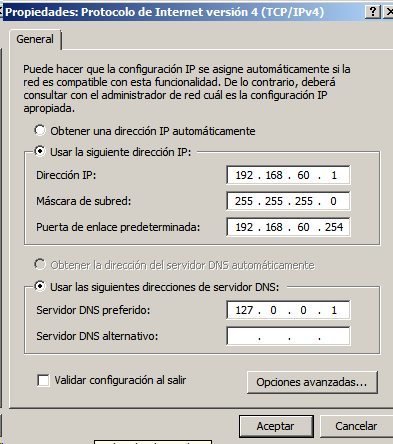 Propiedades: Protocolo de Internet versión 4 (TCP/IPv4)
General
Puede hacer que la configuración IP se asigne automáticamente si la
red es compatible con esta funcionalidad. De lo contrario, deberá
consultar con el administrador de red cuál es la configuración IP
apropiada.
Obtener una dirección IP automáticamente
Usar la siguiente dirección IP:
Dirección IP: 192 . 168 . 60 . 1
Máscara de subred: 255 . 255 . 255 . 0
Puerta de enlace predeterminada: 192 . 168 . 60 . 254
Obtener la dirección del servidor DNS automáticamente
Usar las siguientes direcciones de servidor DNS:
Servidor DNS preferido: 127 . 0 . 0 . 1
Servidor DNS alternativo: . . .
Validar configuración al salir
Opciones avanzadas...
Aceptar Cancelar